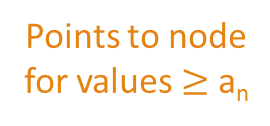 Points to node
for values ≥ aₙ